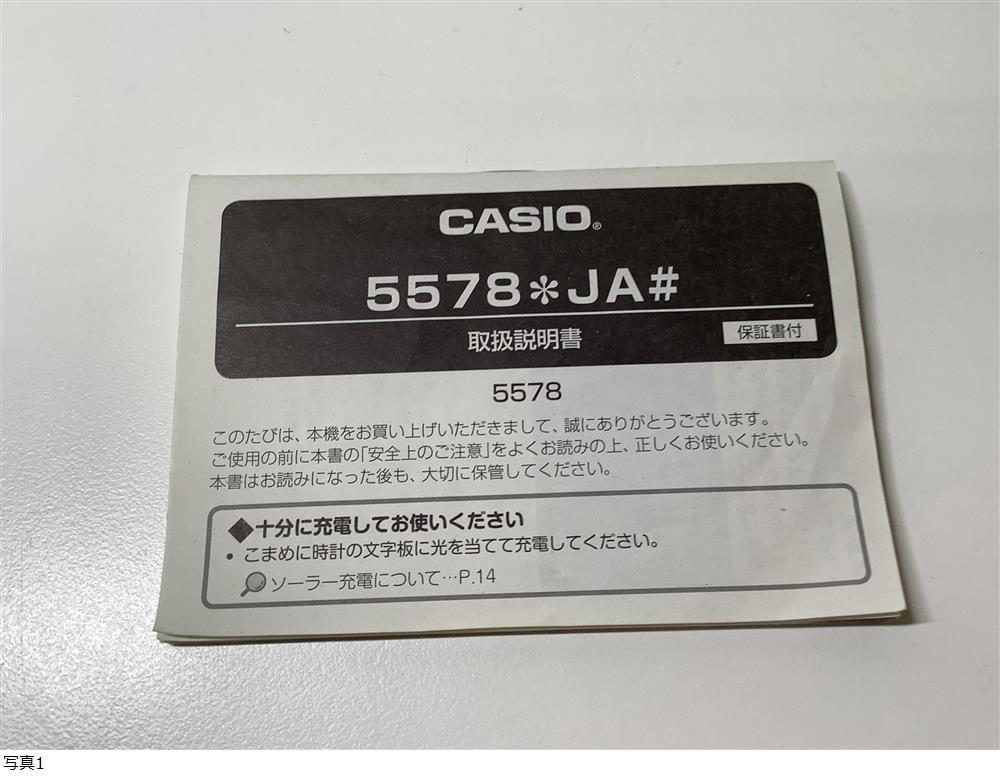 CASIO®
5578＊JA#
取扱説明書
保証書付
5578
このたびは、本機をお買い上げいただきまして、誠にありがとうございます。
ご使用の前に本書の「安全上のご注意」をよくお読みの上、正しくお使いください。
本書はお読みになった後も、大切に保管してください。
◆十分に充電してお使いください
• こまめに時計の文字板に光を当てて充電してください。
ソーラー充電について…P.14
写真1